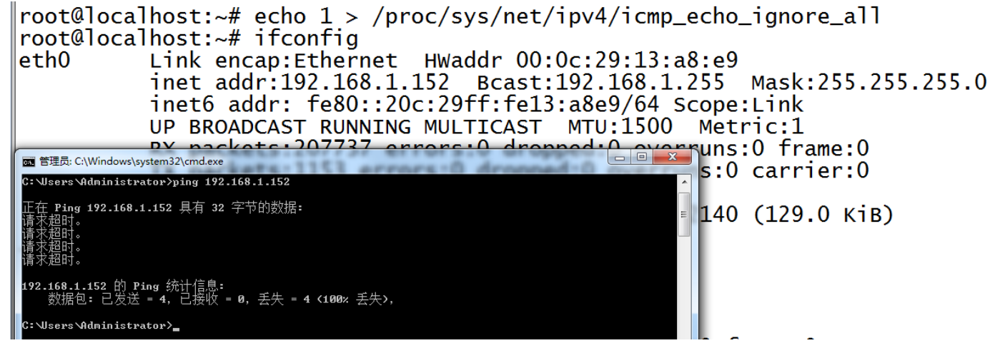 root@localhost:~# echo 1 > /proc/sys/net/ipv4/icmp_echo_ignore_all
root@localhost:~# ifconfig
eth0 Link encap:Ethernet HWaddr 00:0c:29:13:a8:e9
inet addr:192.168.1.152 Bcast:192.168.1.255 Mask:255.255.255.0
inet6 addr: fe80::20c:29ff:fe13:a8e9/64 Scope:Link
UP BROADCAST RUNNING MULTICAST MTU:1500 Metric:1
RX packets:207737 errors:0 dropped:0 overruns:0 frame:0
packets:1153 errors:0 dropped:0 overruns:0 carrier:0
140 (129.0 KiB)
管理员: C:\Windows\system32\cmd.exe
C:\Users\Administrator>ping 192.168.1.152
正在 Ping 192.168.1.152 具有 32 字节的数据:
请求超时。
请求超时。
请求超时。
请求超时。
192.168.1.152 的 Ping 统计信息:
数据包: 已发送 = 4, 已接收 = 0, 丢失 = 4 (100% 丢失),
C:\Users\Administrator>